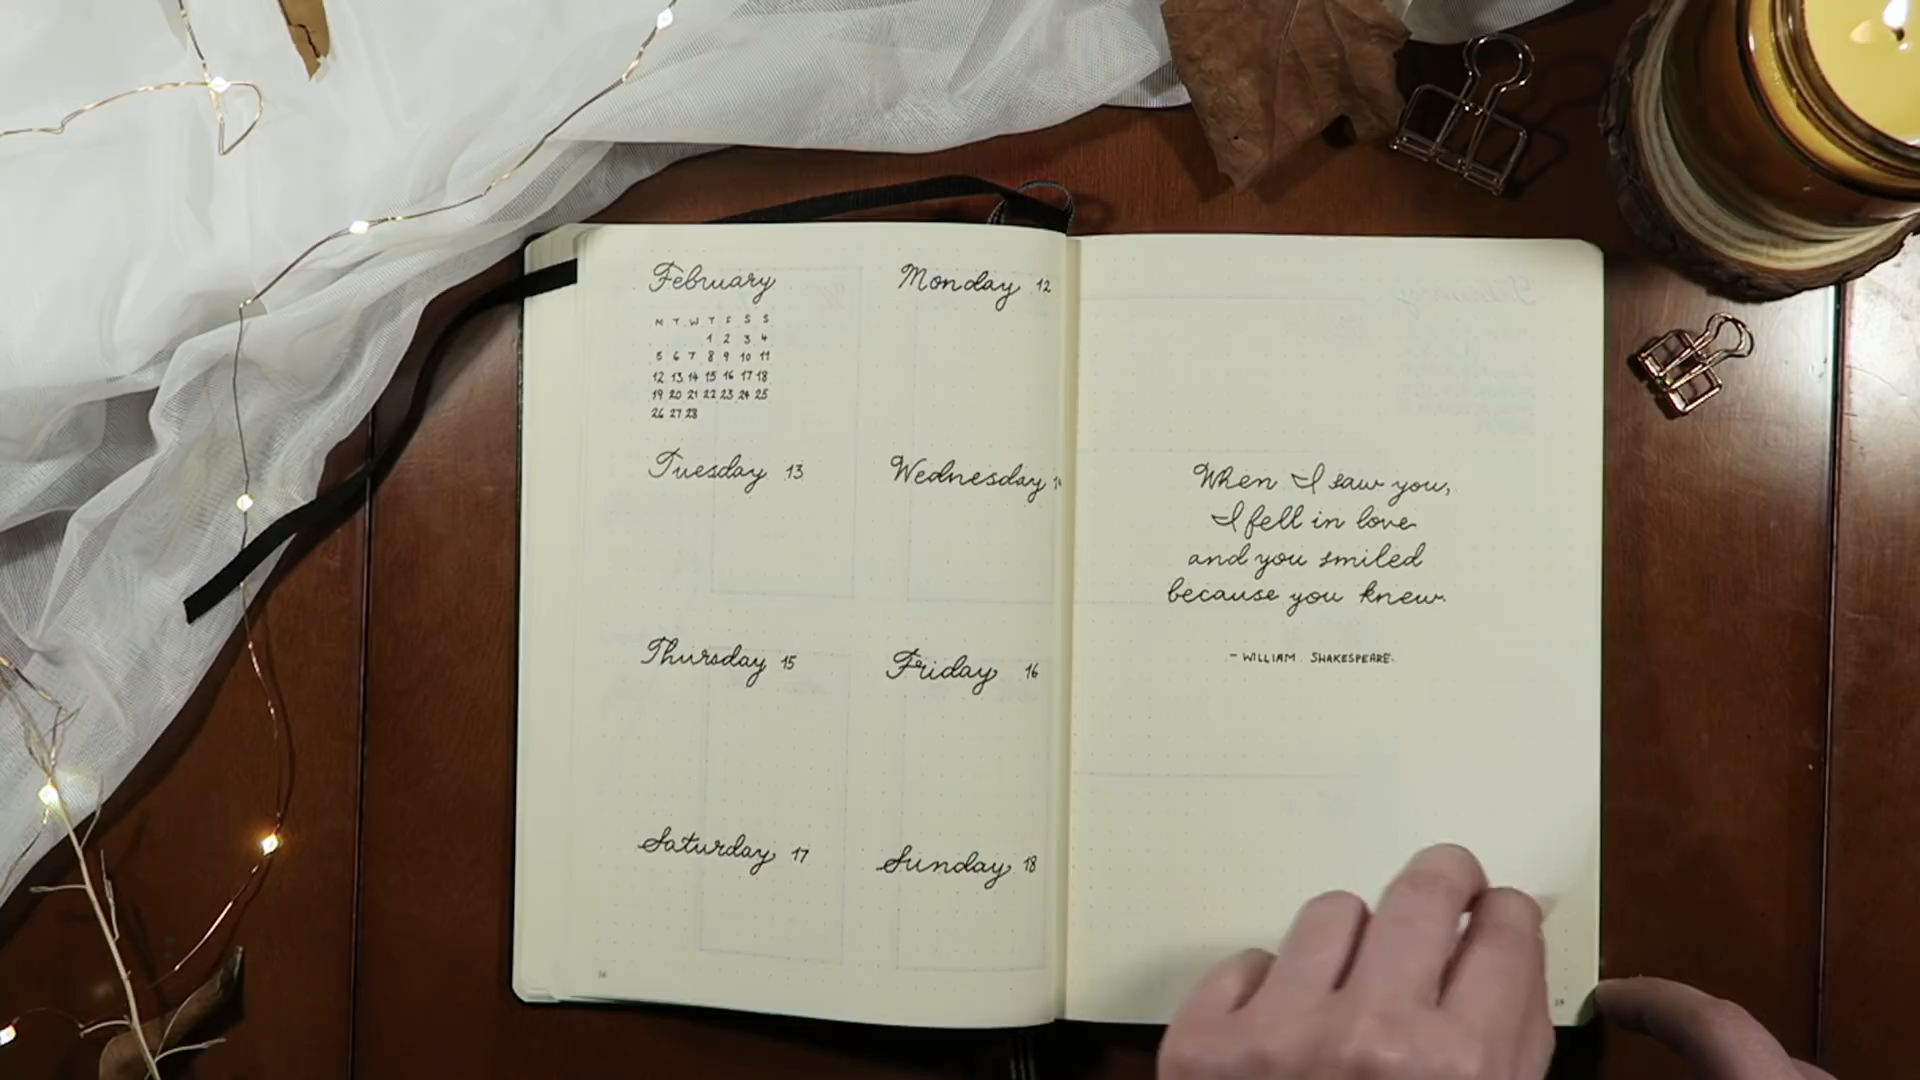 February
M T W T F S S
1 2 3 4
5 6 7 8 9 10 11
12 13 14 15 16 17 18
19 20 21 22 23 24 25
26 27 28
Monday 12
Tuesday 13
Wednesday
Thursday 15
Friday 16
Saturday 17
Sunday 18
When I saw you,
I fell in love
and you smiled
because you knew.
- WILLIAM SHAKESPEARE.